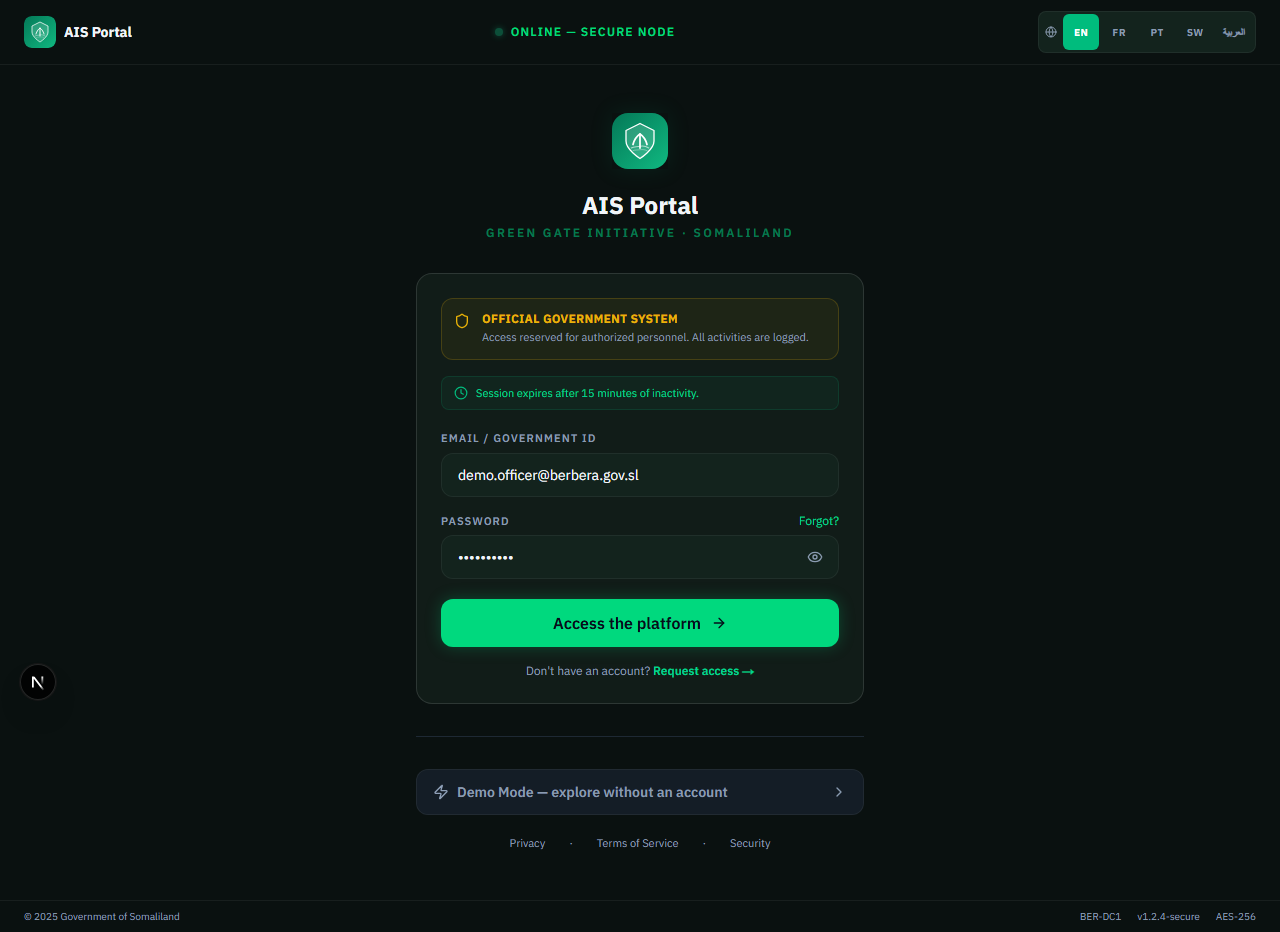 AIS Portal
ONLINE — SECURE NODE
EN FR PT SW العربية
AIS Portal
GREEN GATE INITIATIVE · SOMALILAND
OFFICIAL GOVERNMENT SYSTEM
Access reserved for authorized personnel. All activities are logged.
Session expires after 15 minutes of inactivity.
EMAIL / GOVERNMENT ID
demo.officer@berbera.gov.sl
PASSWORD Forgot?
••••••••••
Access the platform →
Don't have an account? Request access →
N
Demo Mode — explore without an account
Privacy · Terms of Service · Security
© 2025 Government of Somaliland
BER-DC1 v1.2.4-secure AES-256